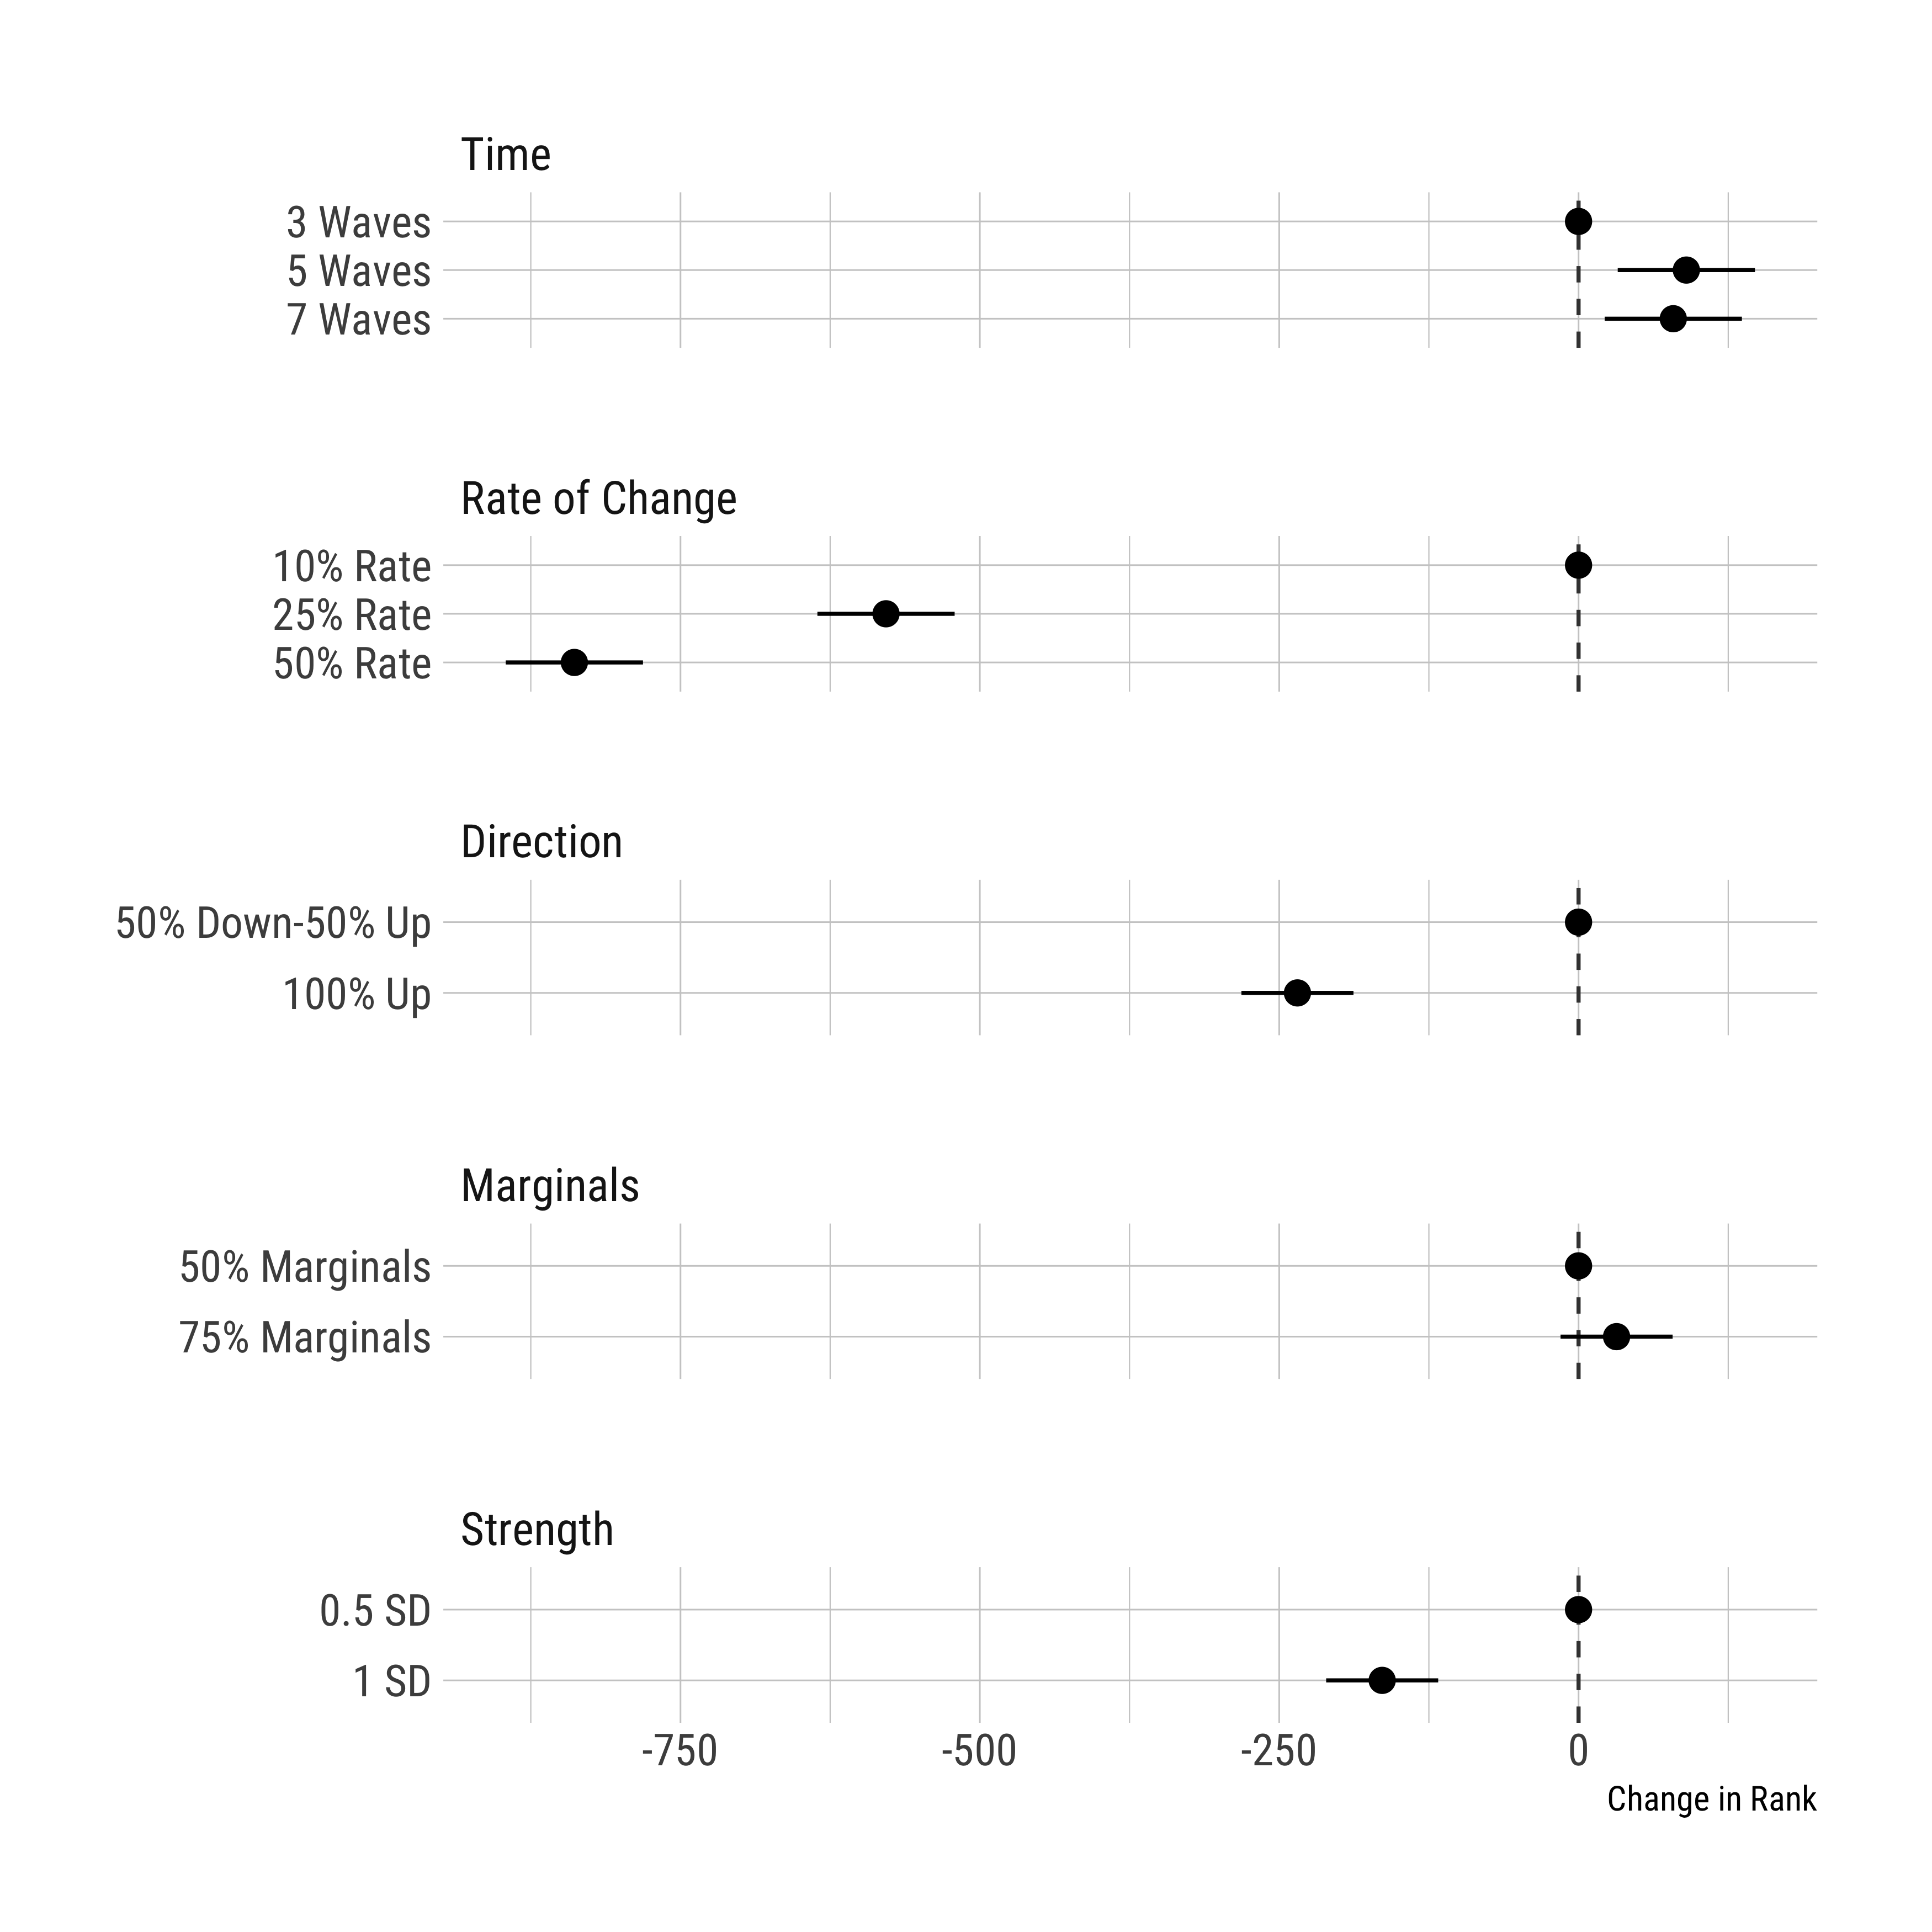 Time
3 Waves
5 Waves
7 Waves
Rate of Change
10% Rate
25% Rate
50% Rate
Direction
50% Down-50% Up
100% Up
Marginals
50% Marginals
75% Marginals
Strength
0.5 SD
1 SD
-750 -500 -250 0
Change in Rank